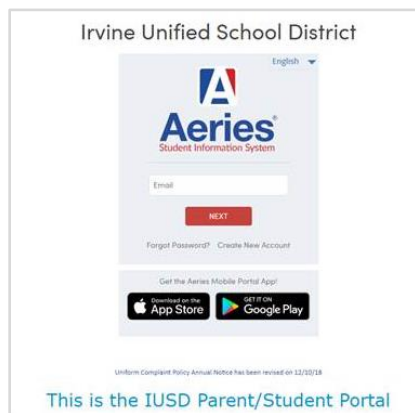 Irvine Unified School District
English
A
Aeries®
Student Information System
Email
NEXT
Forgot Password? Create New Account
Get the Aeries Mobile Portal App!
Download on the
App Store
GET IT ON
Google Play
Uniform Complaint Policy Annual Notice has been revised on 12/10/18
This is the IUSD Parent/Student Portal